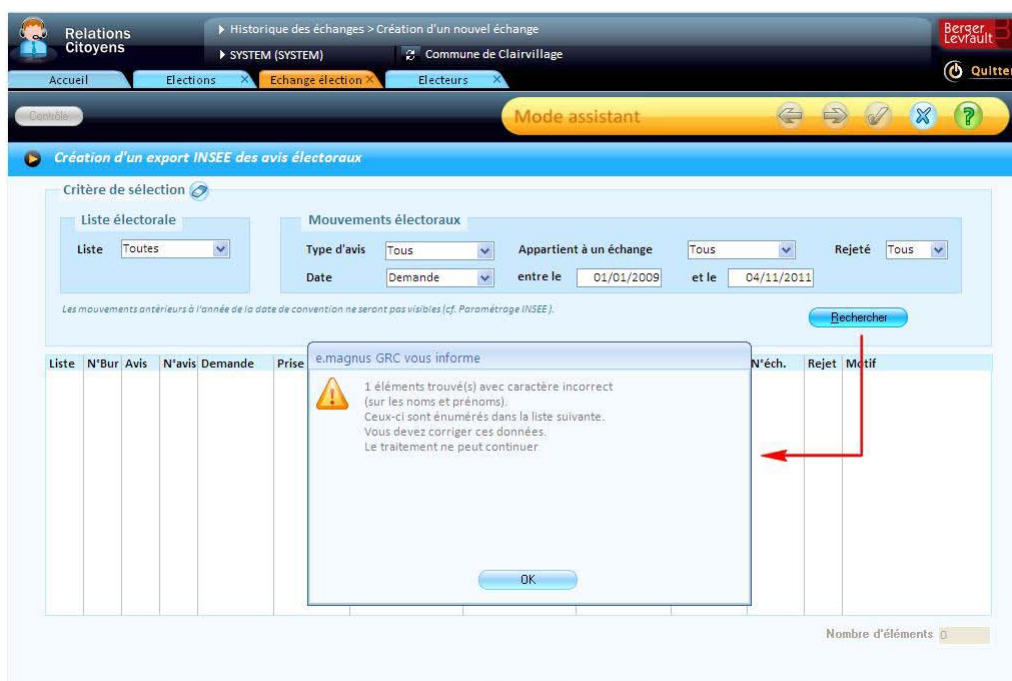 Relations Citoyens
Historique des échanges > Création d'un nouvel échange
SYSTEM (SYSTEM) Commune de Clairvillage
Berger Levrault
Quitter
Accueil Elections X Echange élection X Electeurs X
Contrôle
Mode assistant
?
Création d'un export INSEE des avis électoraux
Critère de sélection
Liste électorale
Liste Toutes
Mouvements électoraux
Type d'avis Tous Appartient à un échange Tous Rejeté Tous
Date Demande entre le 01/01/2009 et le 04/11/2011
Les mouvements antérieurs à l'année de la date de convention ne seront pas visibles (cf. Paramétrage INSEE).
Rechercher
Liste N°Bur Avis N°avis Demande Prise N°éch. Rejet Motif
e.magnus GRC vous informe
1 éléments trouvé(s) avec caractère incorrect
(sur les noms et prénoms).
Ceux-ci sont énumérés dans la liste suivante.
Vous devez corriger ces données.
Le traitement ne peut continuer
OK
Nombre d'éléments 0